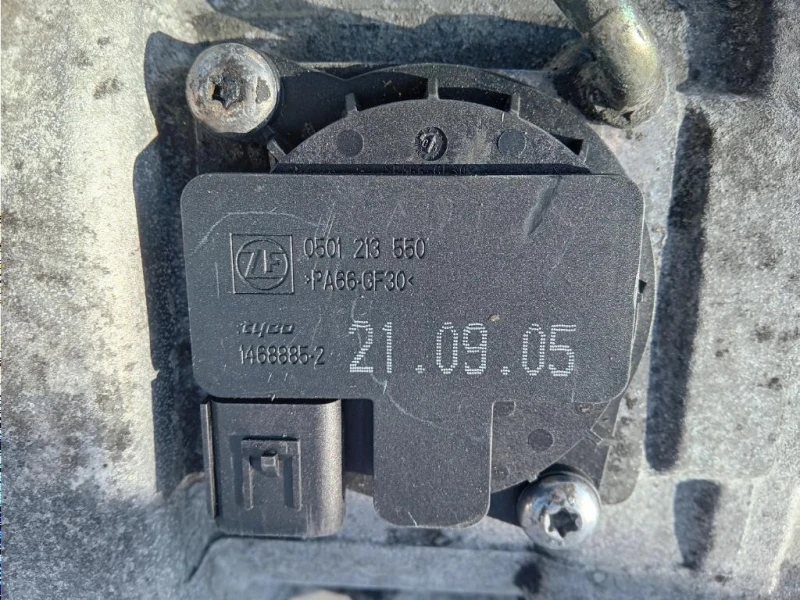 ZF 0501 213 550
>PA66-GF30<
tyco
1468885-2
21.09.05